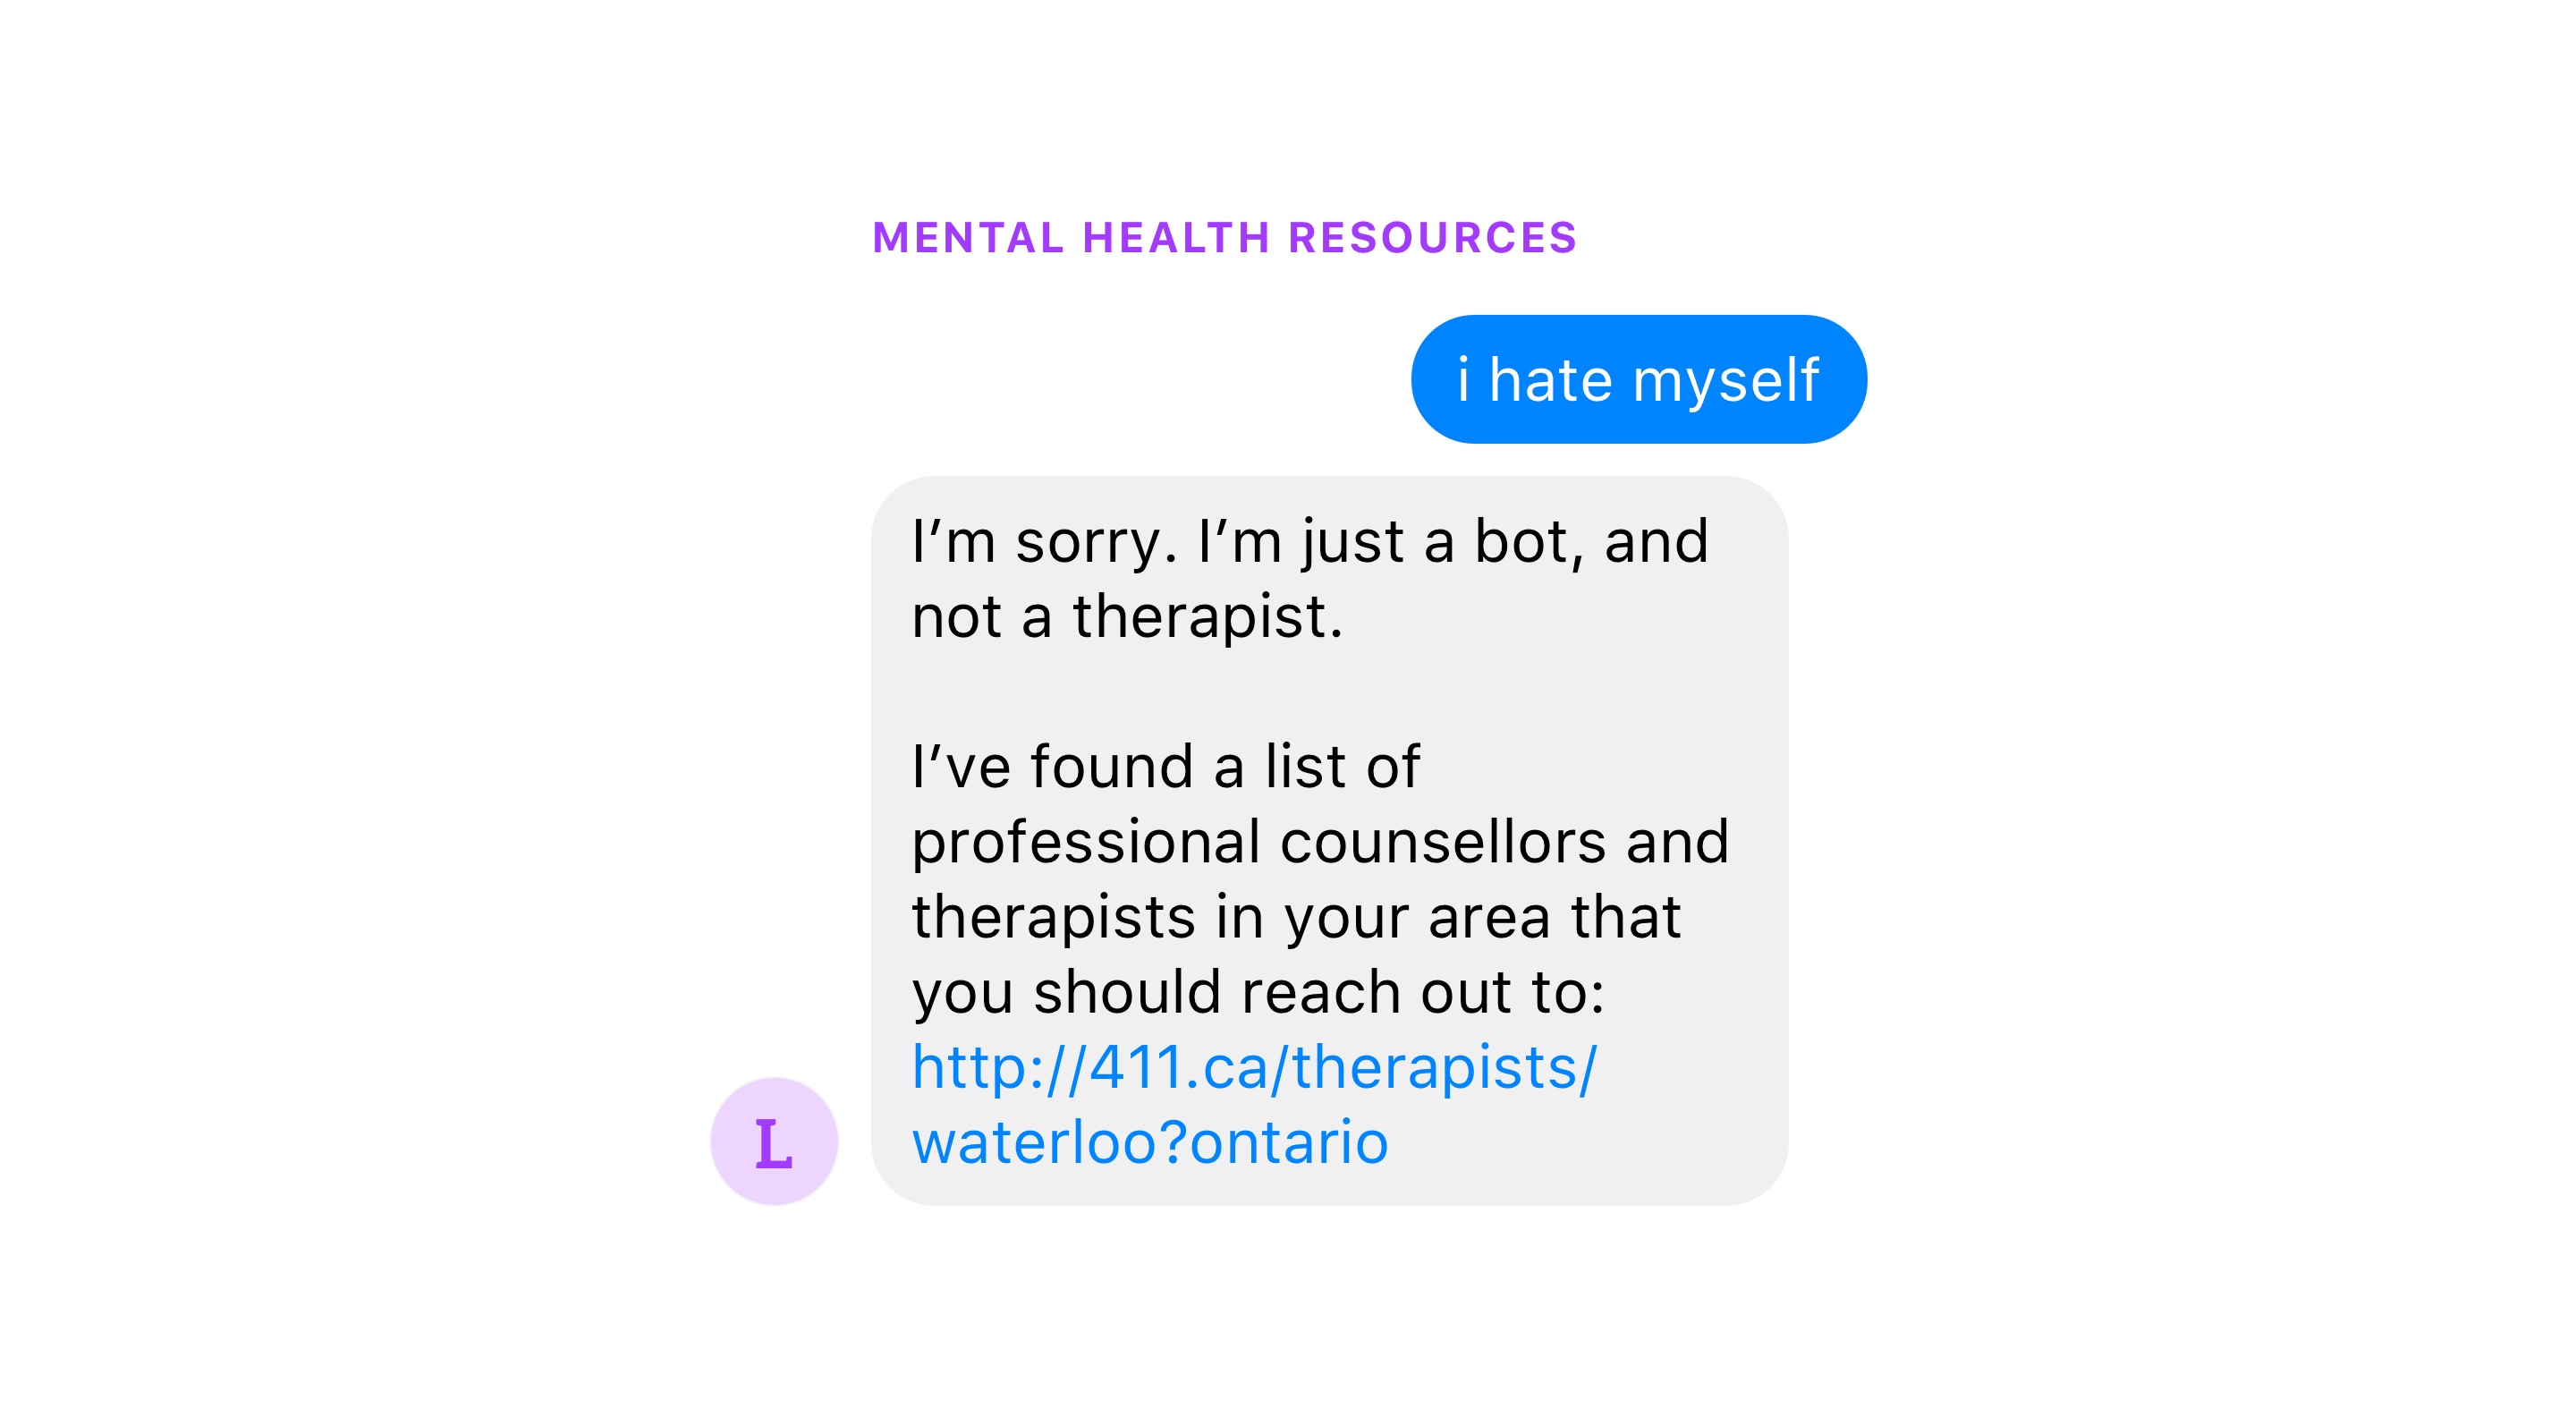 MENTAL HEALTH RESOURCES
i hate myself
I’m sorry. I’m just a bot, and
not a therapist.
I’ve found a list of
professional counsellors and
therapists in your area that
you should reach out to:
http://411.ca/therapists/
waterloo?ontario
L